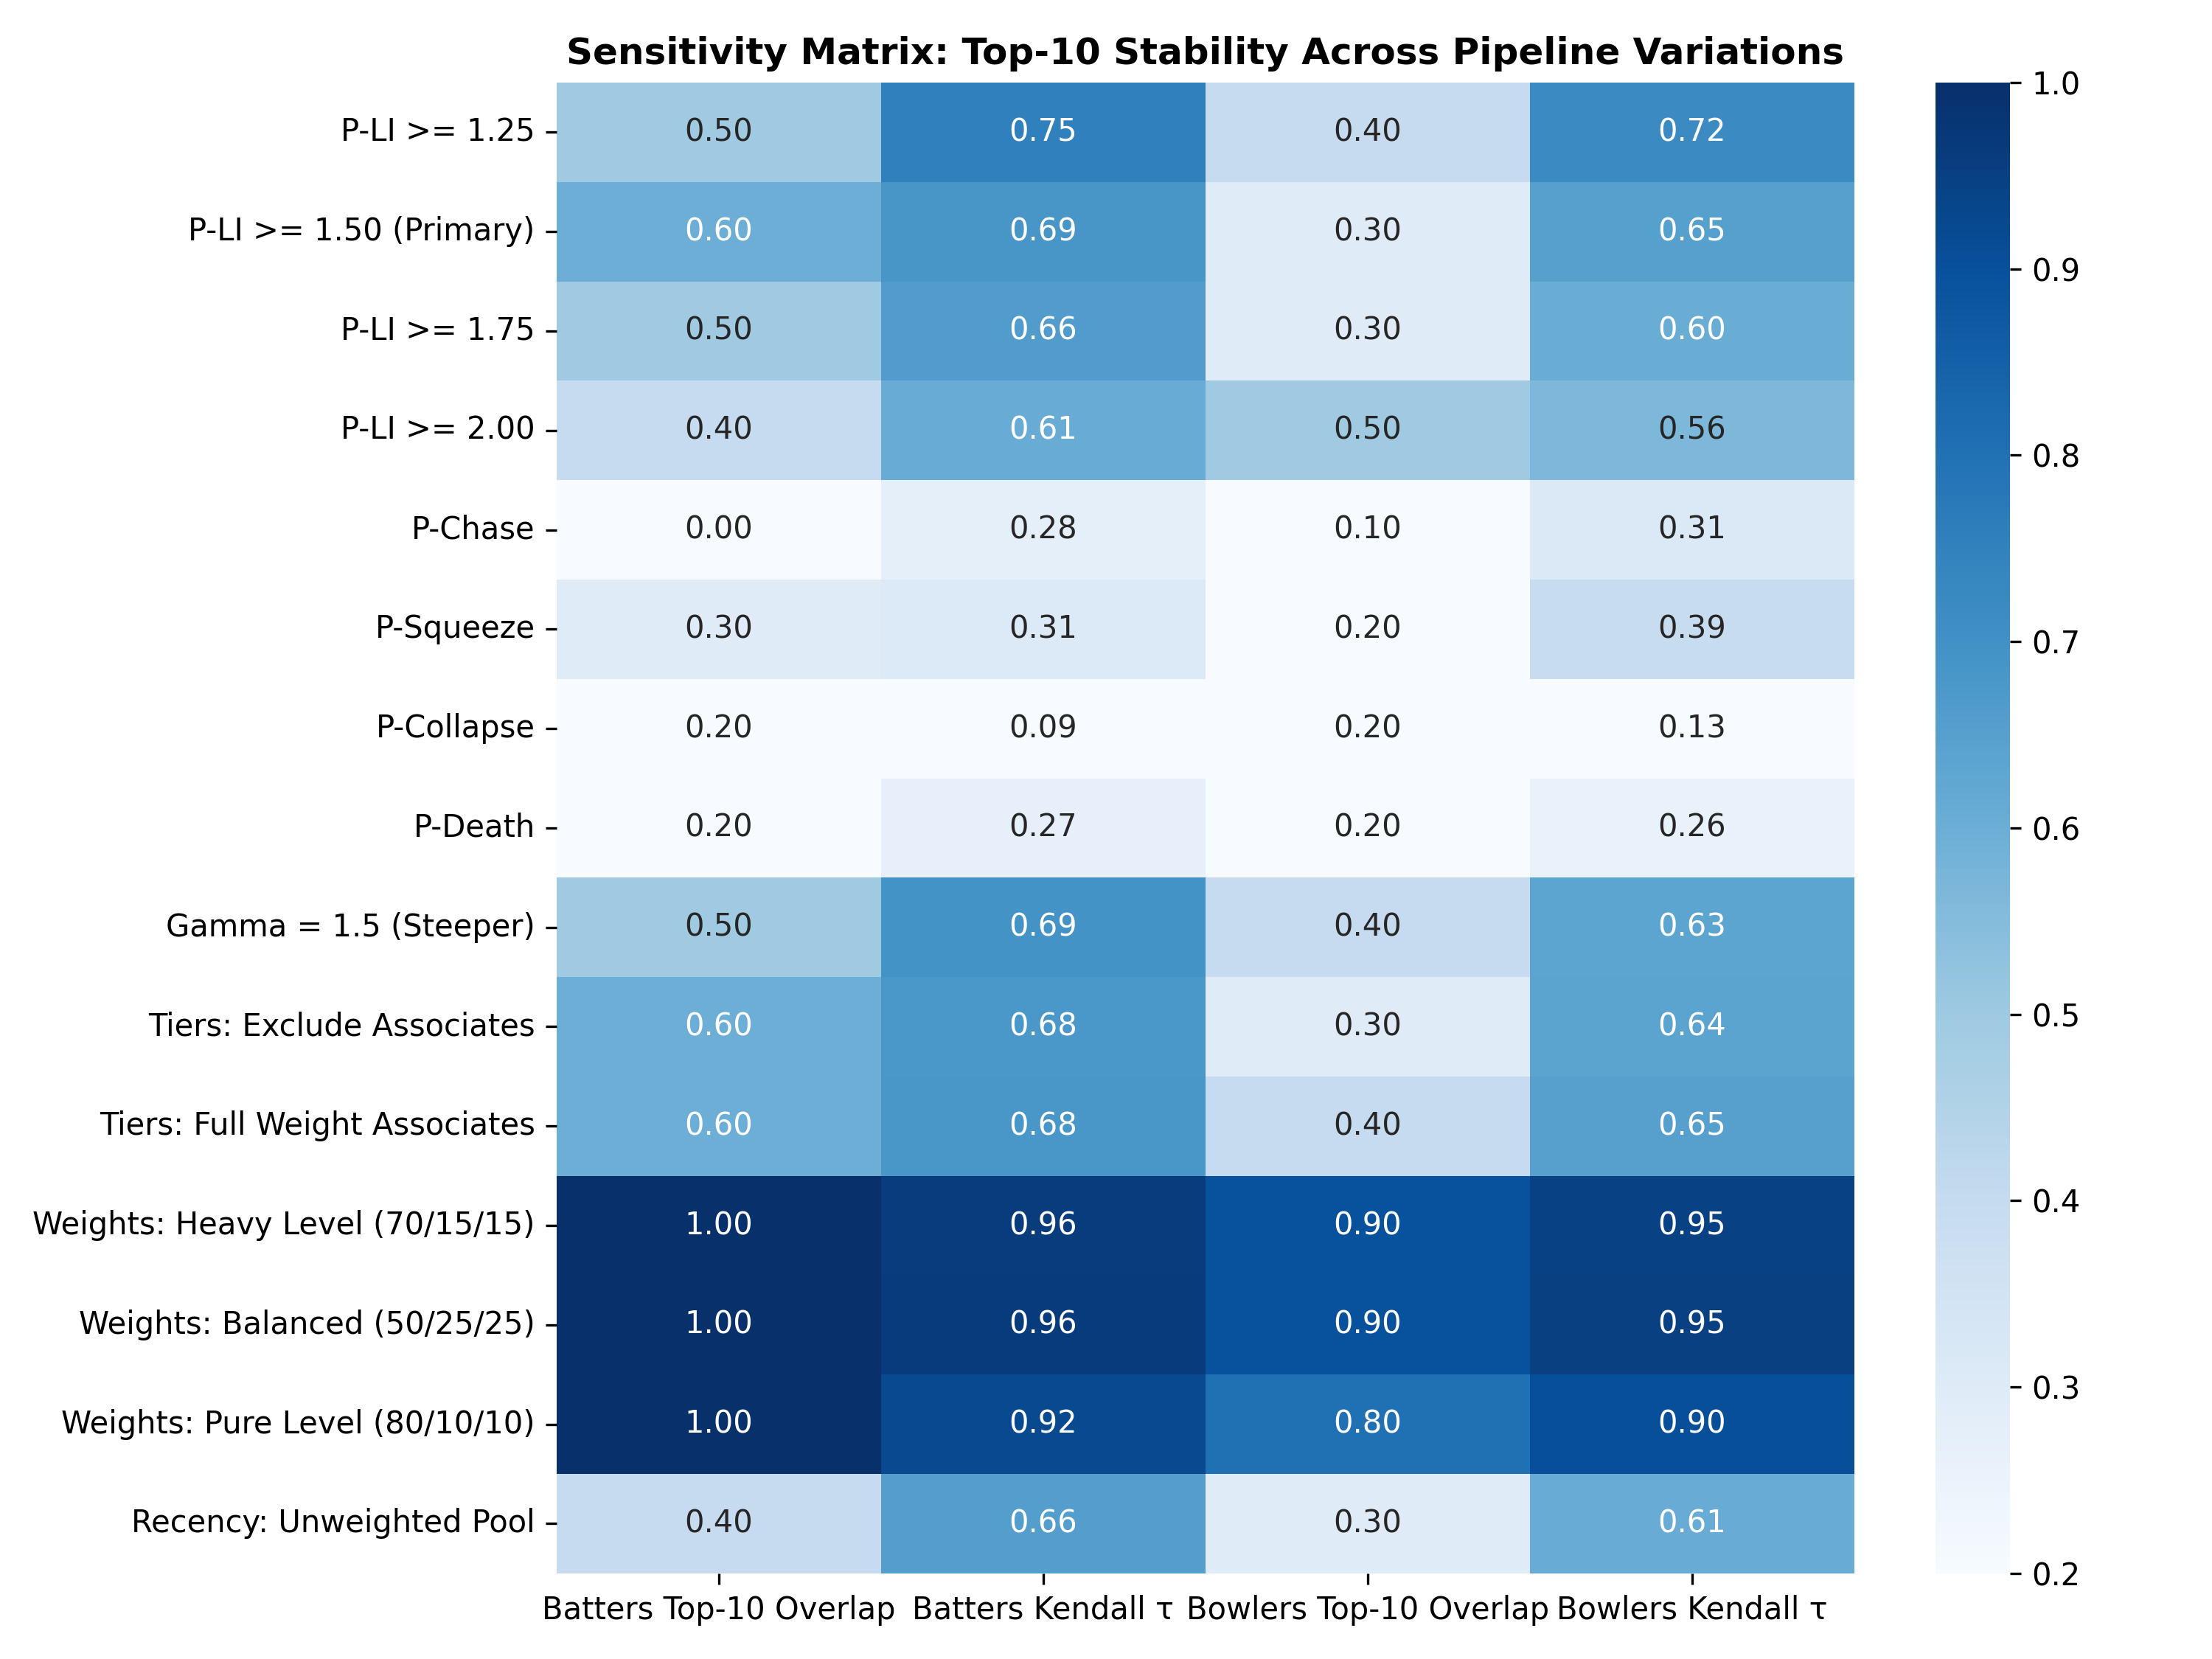 Sensitivity Matrix: Top-10 Stability Across Pipeline Variations
P-LI >= 1.25 0.50 0.75 0.40 0.72
P-LI >= 1.50 (Primary) 0.60 0.69 0.30 0.65
P-LI >= 1.75 0.50 0.66 0.30 0.60
P-LI >= 2.00 0.40 0.61 0.50 0.56
P-Chase 0.00 0.28 0.10 0.31
P-Squeeze 0.30 0.31 0.20 0.39
P-Collapse 0.20 0.09 0.20 0.13
P-Death 0.20 0.27 0.20 0.26
Gamma = 1.5 (Steeper) 0.50 0.69 0.40 0.63
Tiers: Exclude Associates 0.60 0.68 0.30 0.64
Tiers: Full Weight Associates 0.60 0.68 0.40 0.65
Weights: Heavy Level (70/15/15) 1.00 0.96 0.90 0.95
Weights: Balanced (50/25/25) 1.00 0.96 0.90 0.95
Weights: Pure Level (80/10/10) 1.00 0.92 0.80 0.90
Recency: Unweighted Pool 0.40 0.66 0.30 0.61
Batters Top-10 Overlap Batters Kendall τ Bowlers Top-10 Overlap Bowlers Kendall τ
1.0
0.9
0.8
0.7
0.6
0.5
0.4
0.3
0.2